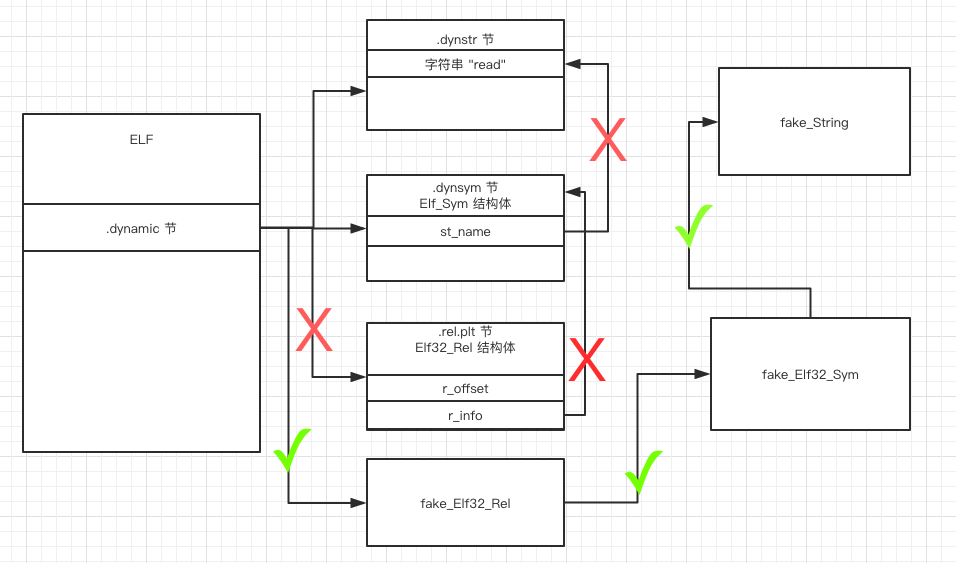 ELF
.dynamic 节
.dynstr 节
字符串 "read"
.dynsym 节
Elf_Sym 结构体
st_name
.rel.plt 节
Elf32_Rel 结构体
r_offset
r_info
fake_Elf32_Rel
fake_String
fake_Elf32_Sym